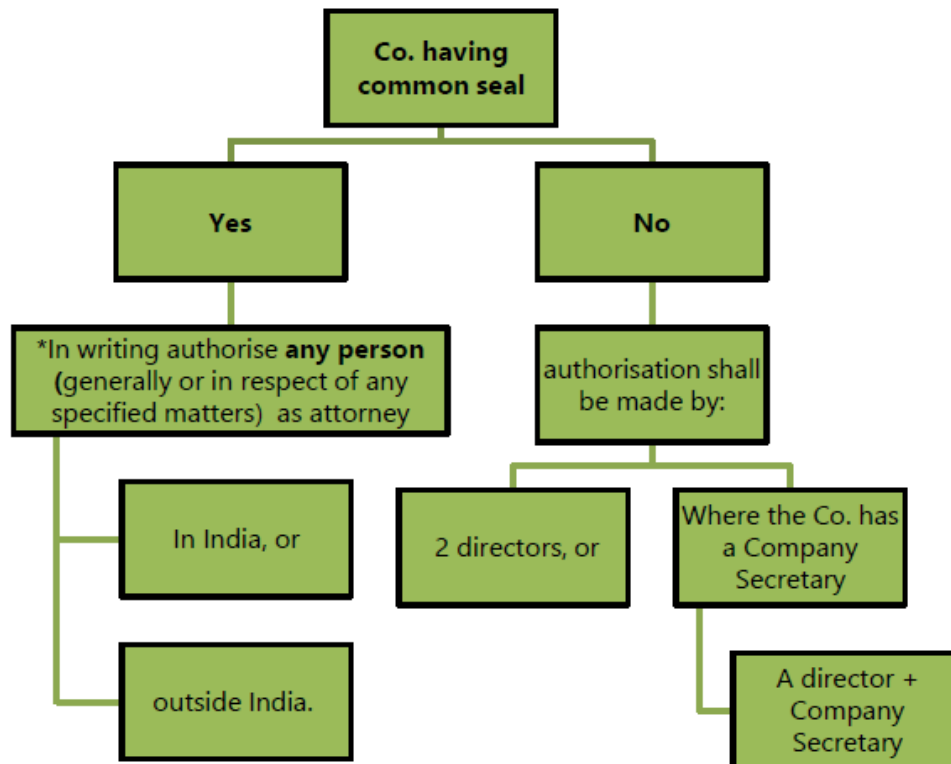 Co. having
common seal
Yes
No
*In writing authorise any person
(generally or in respect of any
specified matters) as attorney
authorisation shall
be made by:
In India, or
2 directors, or
Where the Co. has
a Company
Secretary
outside India.
A director +
Company
Secretary